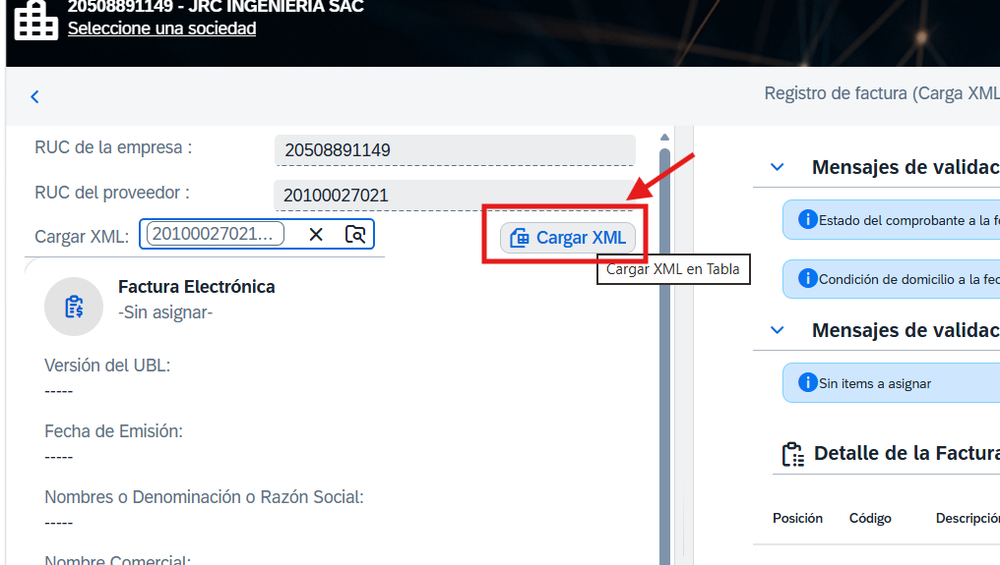 20508891149 - JRC INGENIERIA SAC
Seleccione una sociedad
Registro de factura (Carga XML
RUC de la empresa :
20508891149
RUC del proveedor :
20100027021
Cargar XML:
20100027021...
Cargar XML
Cargar XML en Tabla
Factura Electrónica
-Sin asignar-
Versión del UBL:
-----
Fecha de Emisión:
-----
Nombres o Denominación o Razón Social:
-----
Nombre Comercial:
Mensajes de validac
Estado del comprobante a la fe
Condición de domicilio a la fec
Mensajes de validac
Sin items a asignar
Detalle de la Factura
Posición Código Descripción